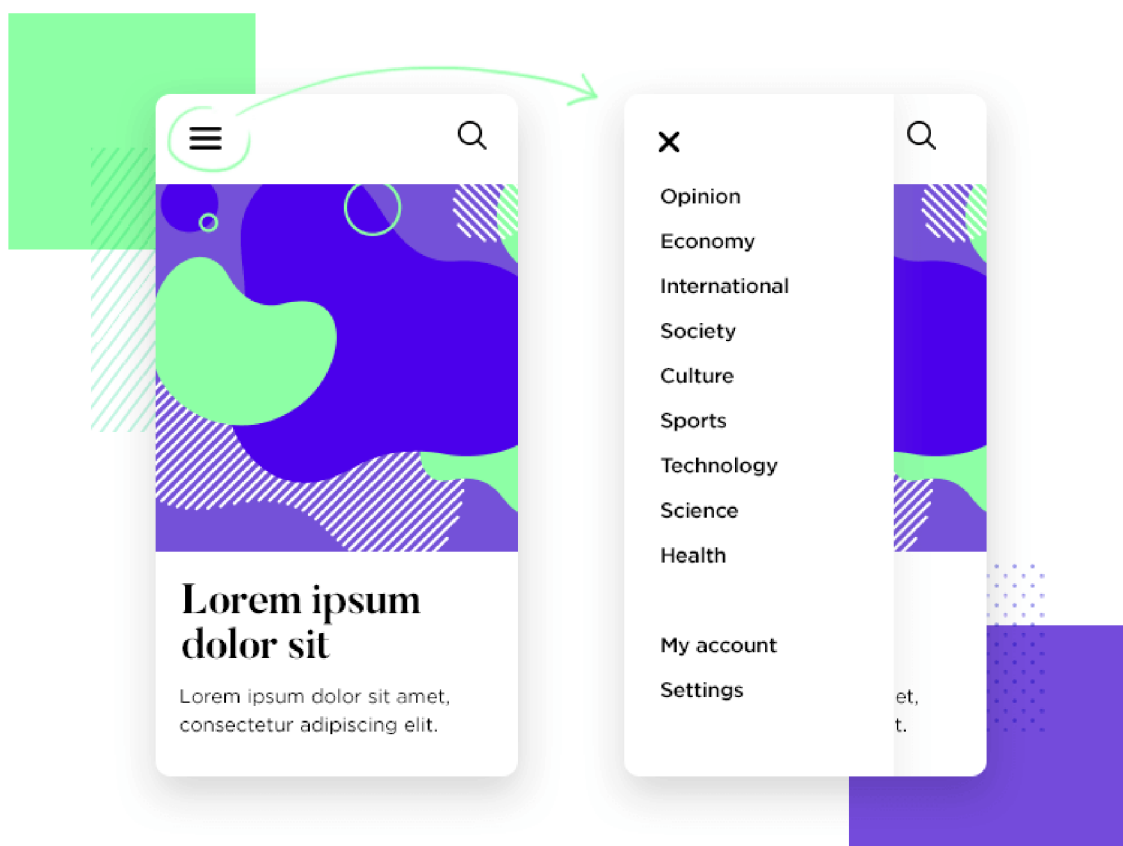 Lorem ipsum
dolor sit
Lorem ipsum dolor sit amet,
consectetur adipiscing elit.
Opinion
Economy
International
Society
Culture
Sports
Technology
Science
Health
My account
Settings
et,
t.